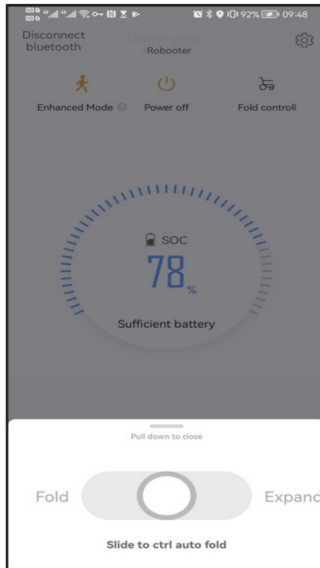 92% 09:48
Disconnect
bluetooth
-Robooter
Enhanced Mode
Power off
Fold controll
SOC
78%
Sufficient battery
Pull down to close
Fold
Expand
Slide to ctrl auto fold